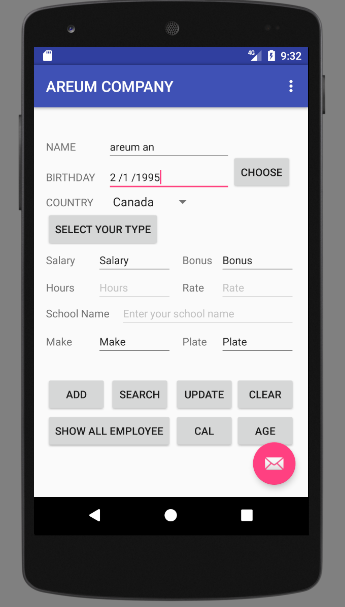 4G 9:32
AREUM COMPANY
NAME areum an
BIRTHDAY 2 /1 /1995 CHOOSE
COUNTRY Canada
SELECT YOUR TYPE
Salary Salary Bonus Bonus
Hours Hours Rate Rate
School Name Enter your school name
Make Make Plate Plate
ADD SEARCH UPDATE CLEAR
SHOW ALL EMPLOYEE CAL AGE